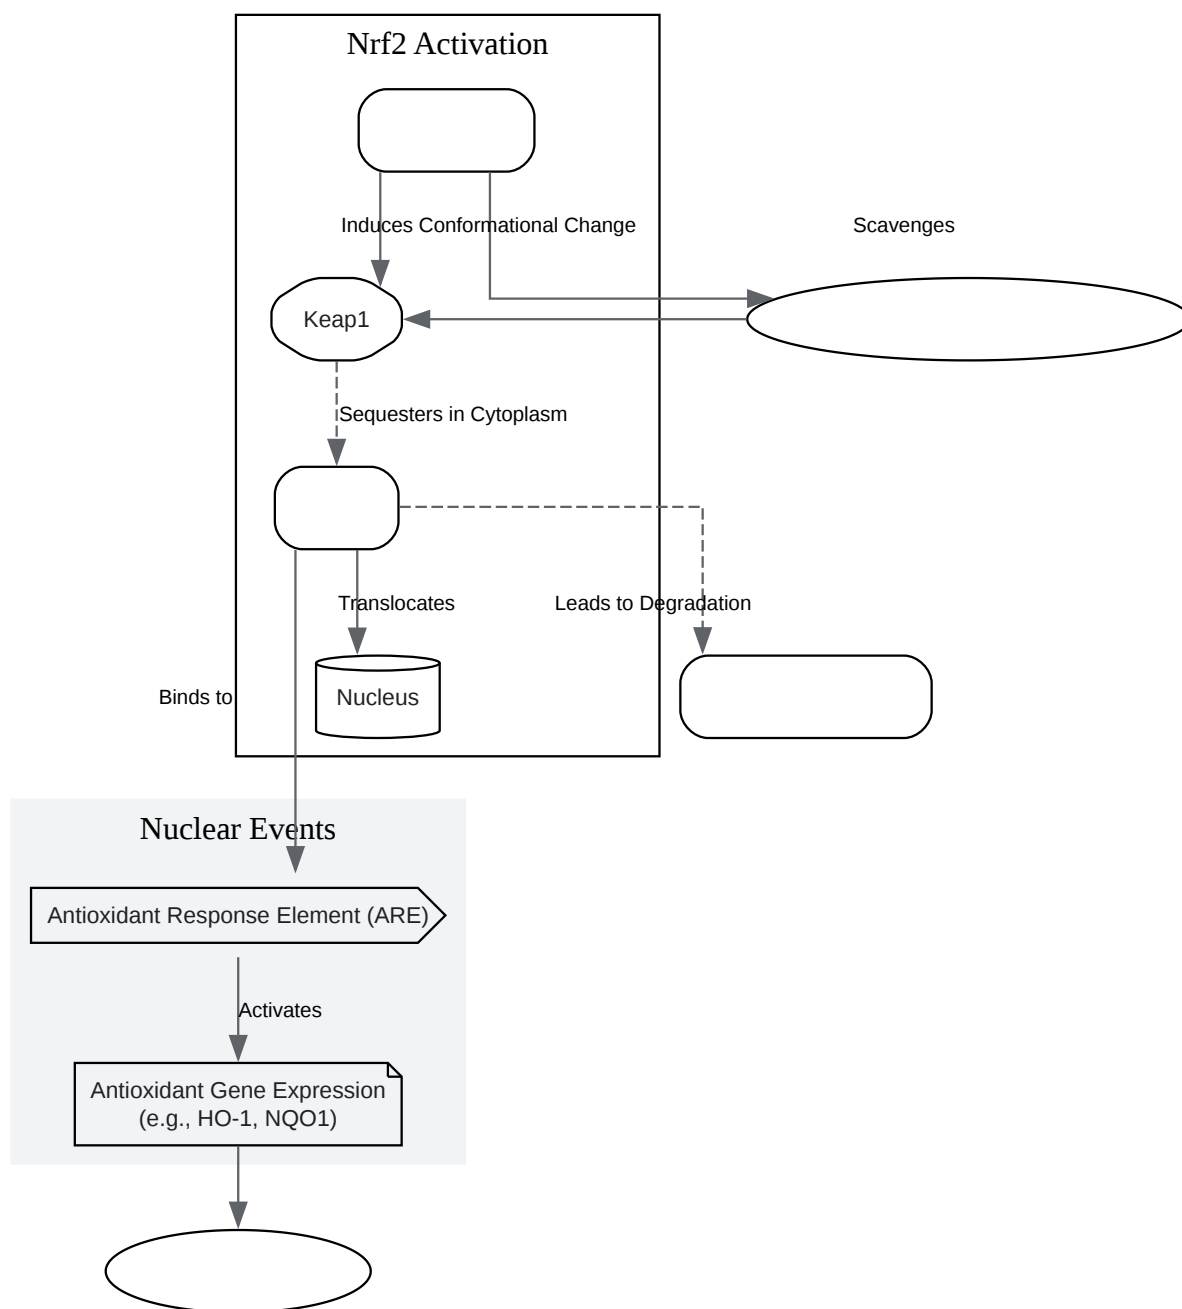 Nrf2 Activation
Induces Conformational Change
Scavenges
Keap1
Sequesters in Cytoplasm
Translocates
Leads to Degradation
Binds to
Nucleus
Nuclear Events
Antioxidant Response Element (ARE)
Activates
Antioxidant Gene Expression
(e.g., HO-1, NQO1)